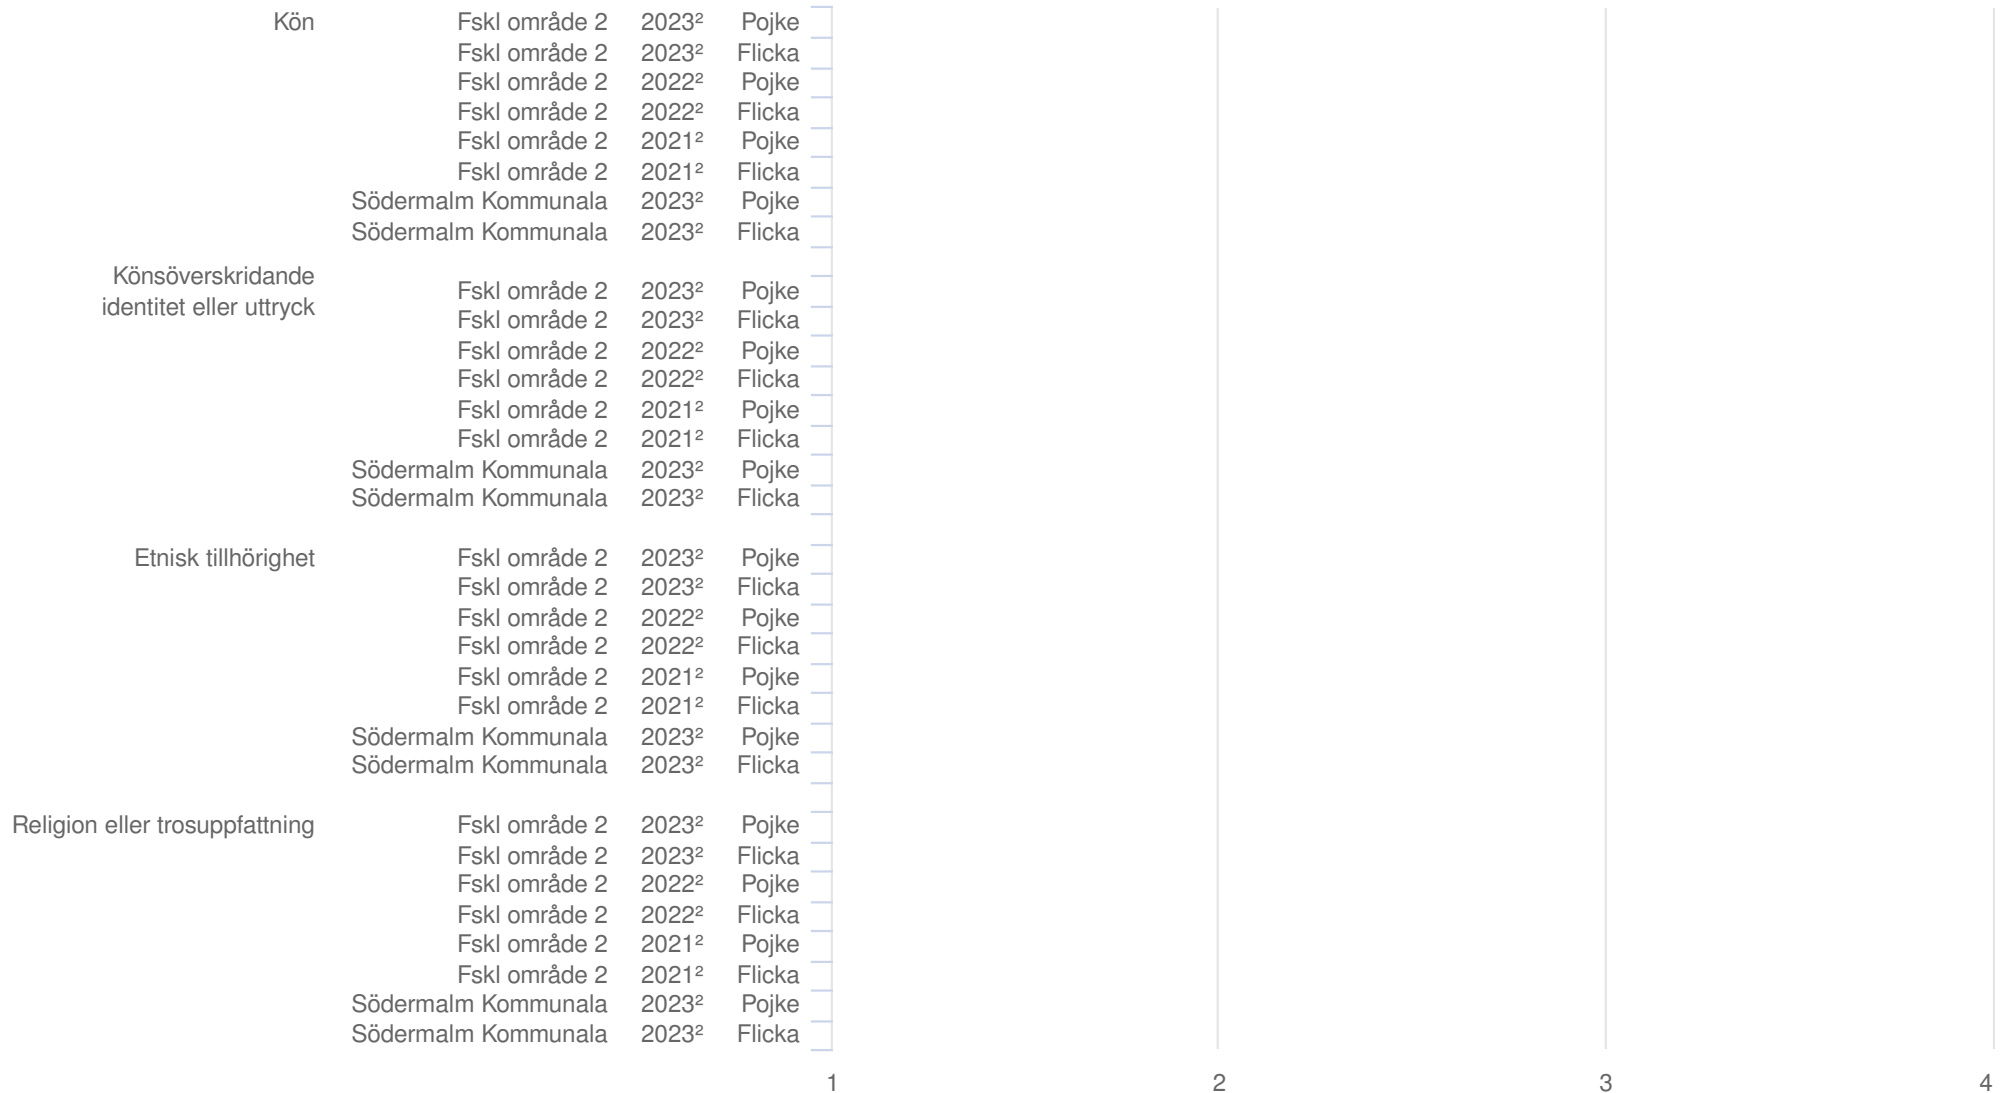 Kön Fskl område 2 2023² Pojke
Fskl område 2 2023² Flicka
Fskl område 2 2022² Pojke
Fskl område 2 2022² Flicka
Fskl område 2 2021² Pojke
Fskl område 2 2021² Flicka
Södermalm Kommunala 2023² Pojke
Södermalm Kommunala 2023² Flicka
Könsöverskridande
identitet eller uttryck
Fskl område 2 2023² Pojke
Fskl område 2 2023² Flicka
Fskl område 2 2022² Pojke
Fskl område 2 2022² Flicka
Fskl område 2 2021² Pojke
Fskl område 2 2021² Flicka
Södermalm Kommunala 2023² Pojke
Södermalm Kommunala 2023² Flicka
Etnisk tillhörighet Fskl område 2 2023² Pojke
Fskl område 2 2023² Flicka
Fskl område 2 2022² Pojke
Fskl område 2 2022² Flicka
Fskl område 2 2021² Pojke
Fskl område 2 2021² Flicka
Södermalm Kommunala 2023² Pojke
Södermalm Kommunala 2023² Flicka
Religion eller trosuppfattning Fskl område 2 2023² Pojke
Fskl område 2 2023² Flicka
Fskl område 2 2022² Pojke
Fskl område 2 2022² Flicka
Fskl område 2 2021² Pojke
Fskl område 2 2021² Flicka
Södermalm Kommunala 2023² Pojke
Södermalm Kommunala 2023² Flicka
1 2 3 4